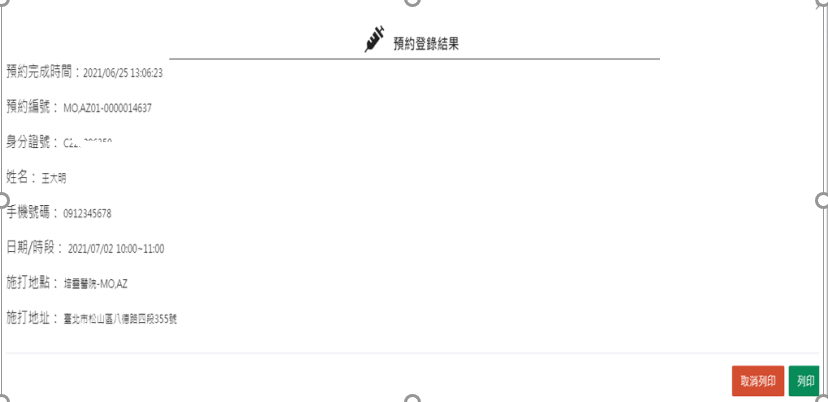 預約登錄結果
預約完成時間：2021/06/25 13:06:23
預約編號：MO,AZ01-0000014637
身分證號：
姓名：王大明
手機號碼：0912345678
日期/時段：2021/07/02 10:00~11:00
施打地點：培靈醫院-MO,AZ
施打地址：臺北市松山區八德路四段355號
取消列印 列印